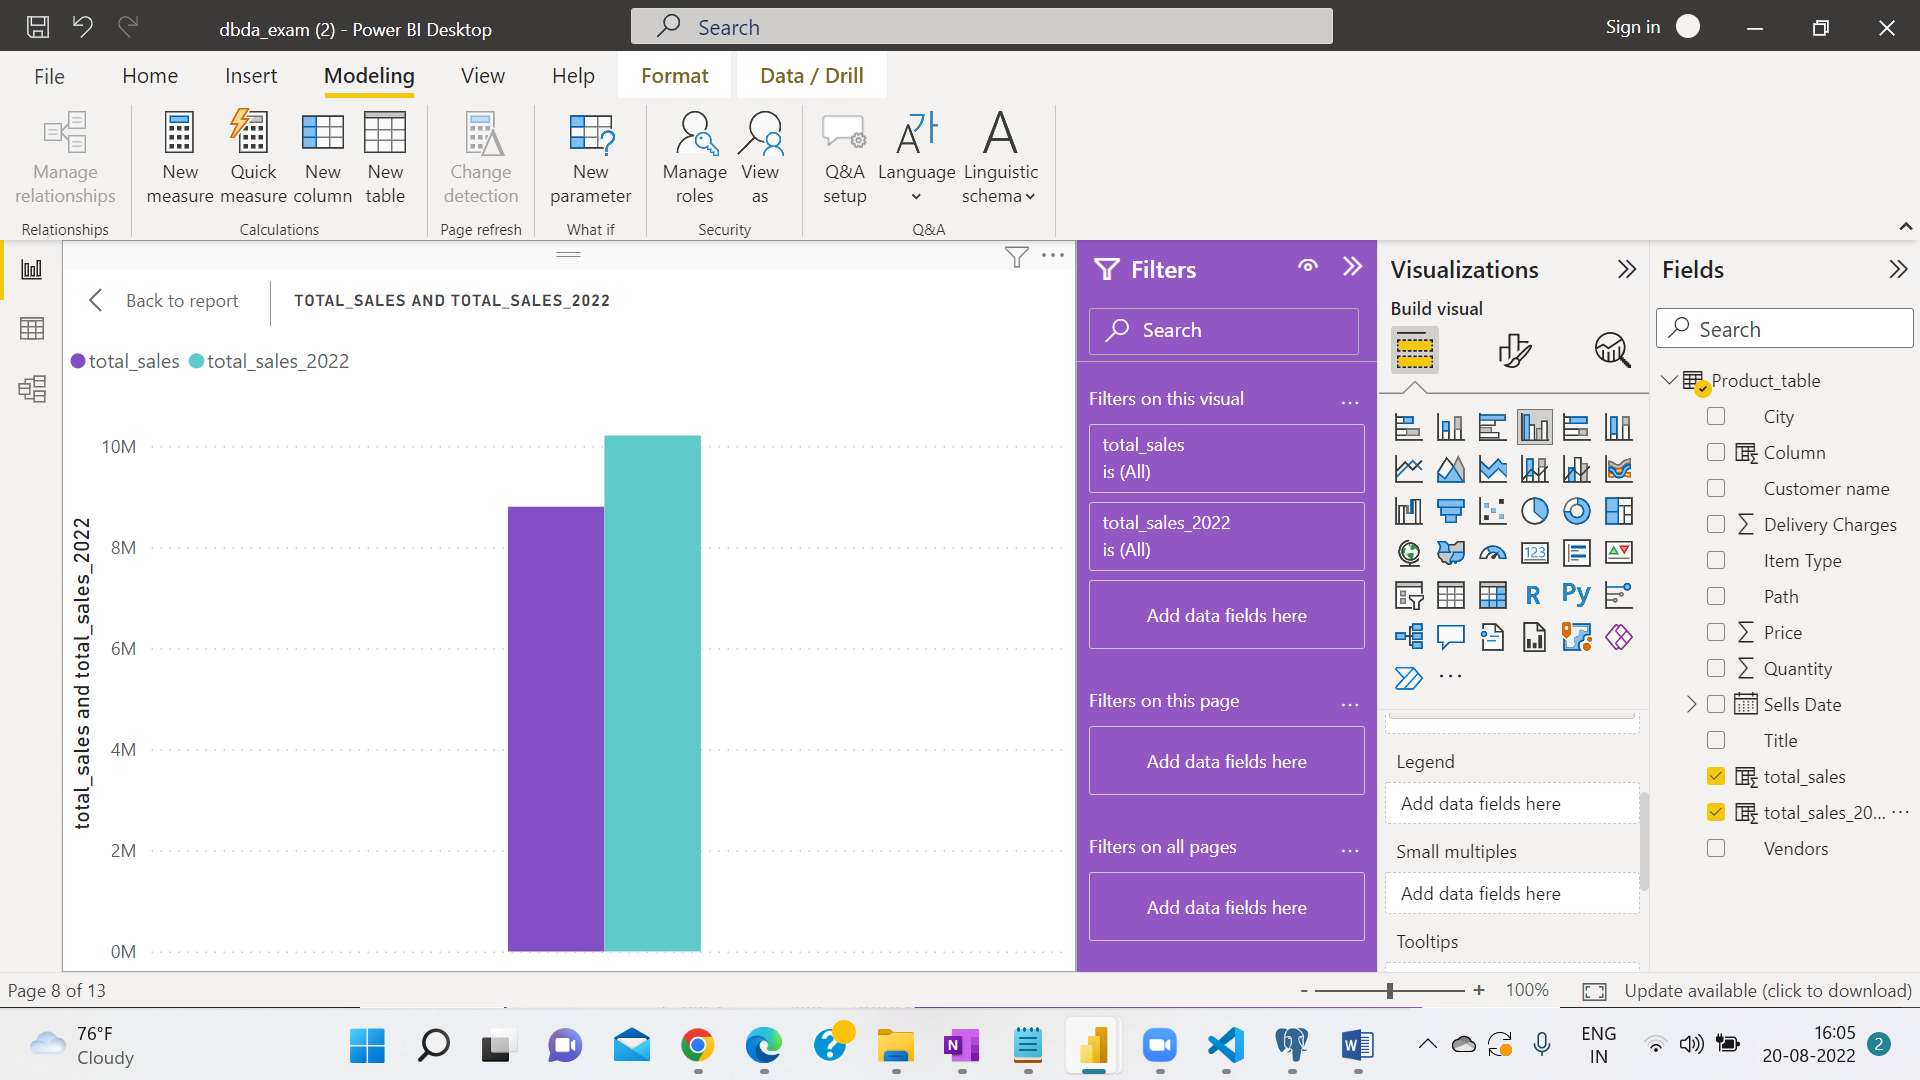 dbda_exam (2) - Power BI Desktop
Search
Sign in
File
Home
Insert
Modeling
View
Help
Format
Data / Drill
Manage relationships
New measure
Quick measure
New column
New table
Change detection
New parameter
Manage roles
View as
Q&A setup
Language
Linguistic schema
Relationships
Calculations
Page refresh
What if
Security
Q&A
Back to report
TOTAL_SALES AND TOTAL_SALES_2022
total_sales
total_sales_2022
total_sales and total_sales_2022
10M
8M
6M
4M
2M
0M
Filters
Search
Filters on this visual
...
total_sales
is (All)
total_sales_2022
is (All)
Add data fields here
Filters on this page
...
Add data fields here
Filters on all pages
...
Add data fields here
Visualizations
Build visual
123
R
Py
...
Legend
Add data fields here
Small multiples
Add data fields here
Tooltips
Fields
Search
Product_table
City
Column
Customer name
Delivery Charges
Item Type
Path
Price
Quantity
Sells Date
Title
total_sales
total_sales_20...
Vendors
Page 8 of 13
- + 100%
Update available (click to download)
76°F
Cloudy
N
W
ENG
IN
16:05
20-08-2022
2